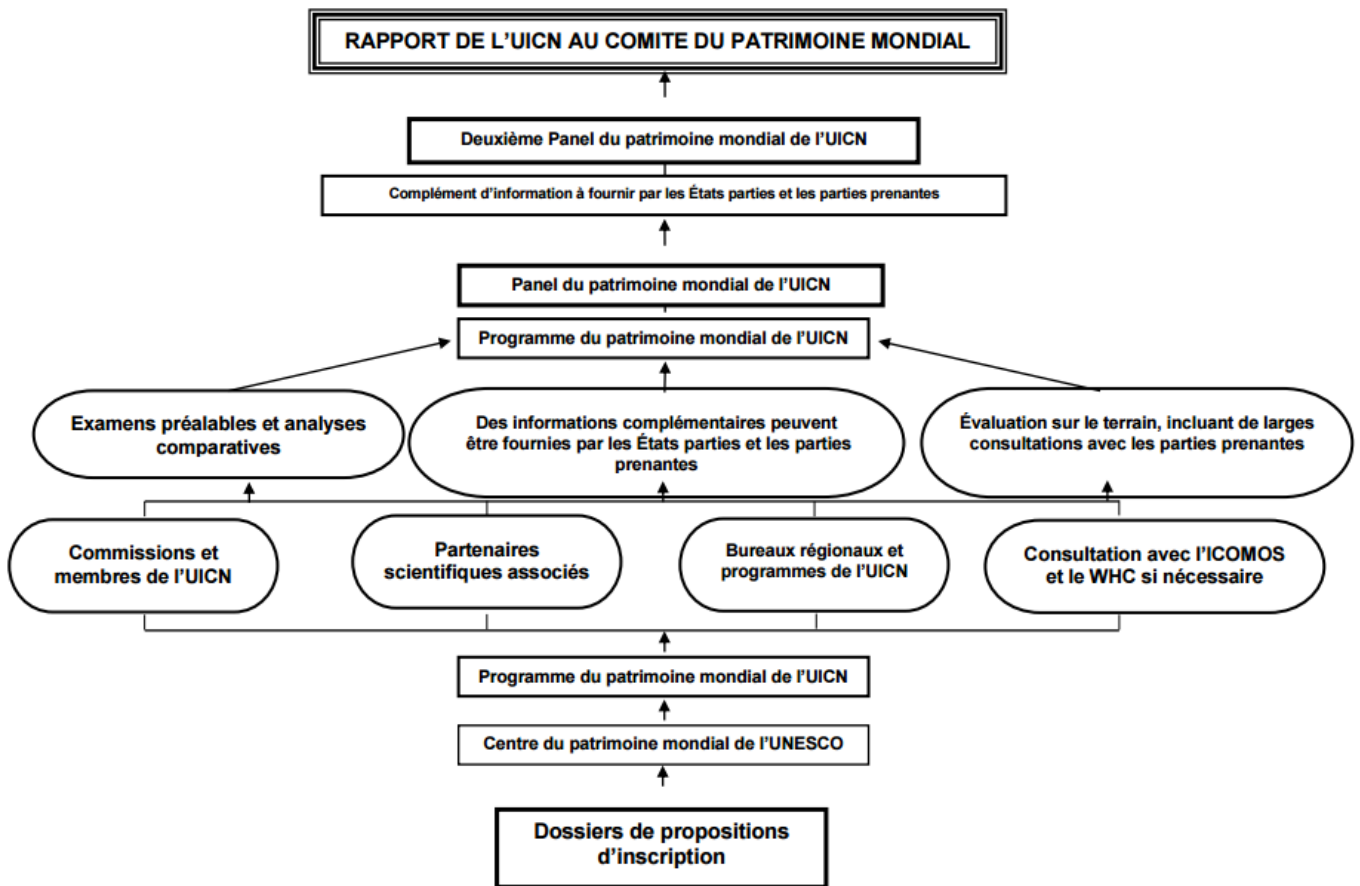 RAPPORT DE L’UICN AU COMITE DU PATRIMOINE MONDIAL
Deuxième Panel du patrimoine mondial de l’UICN
Complément d’information à fournir par les États parties et les parties prenantes
Panel du patrimoine mondial de l’UICN
Programme du patrimoine mondial de l’UICN
Examens préalables et analyses
comparatives
Des informations complémentaires peuvent
être fournies par les États parties et les parties
prenantes
Évaluation sur le terrain, incluant de larges
consultations avec les parties prenantes
Commissions et
membres de l’UICN
Partenaires
scientifiques associés
Bureaux régionaux et
programmes de l’UICN
Consultation avec l’ICOMOS
et le WHC si nécessaire
Programme du patrimoine mondial de l’UICN
Centre du patrimoine mondial de l’UNESCO
Dossiers de propositions
d’inscription